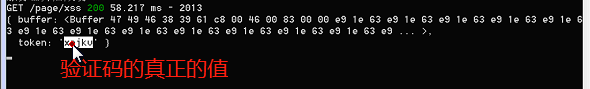 GET /page/xss 200 58.217 ms - 2013
{ buffer: <Buffer 47 49 46 38 39 61 c8 00 46 00 83 00 00 e9 1e 63 e9 1e 63 e9 1e 63 e9 1e 63 e9 1e 6
3 e9 1e 63 e9 1e 63 e9 1e 63 e9 1e 63 e9 1e 63 e9 1e 63 e9 1e 63 e9 1e 63 e9 ... >,
token: ' }
验证码的真正的值